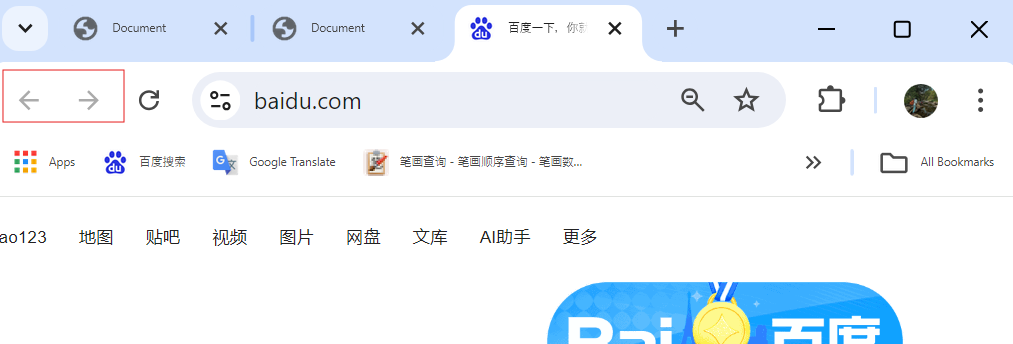 Document
Document
百度一下，你就
baidu.com
Apps
百度搜索
Google Translate
笔画查询 - 笔画顺序查询 - 笔画数...
All Bookmarks
ao123 地图 贴吧 视频 图片 网盘 文库 AI助手 更多
du
Bai 百度